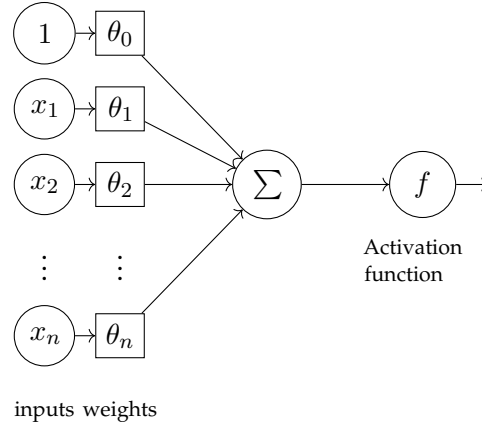 1 θ₀
x₁ θ₁
x₂ θ₂ Σ f
⋮ ⋮
Activation
function
xₙ θₙ
inputs weights